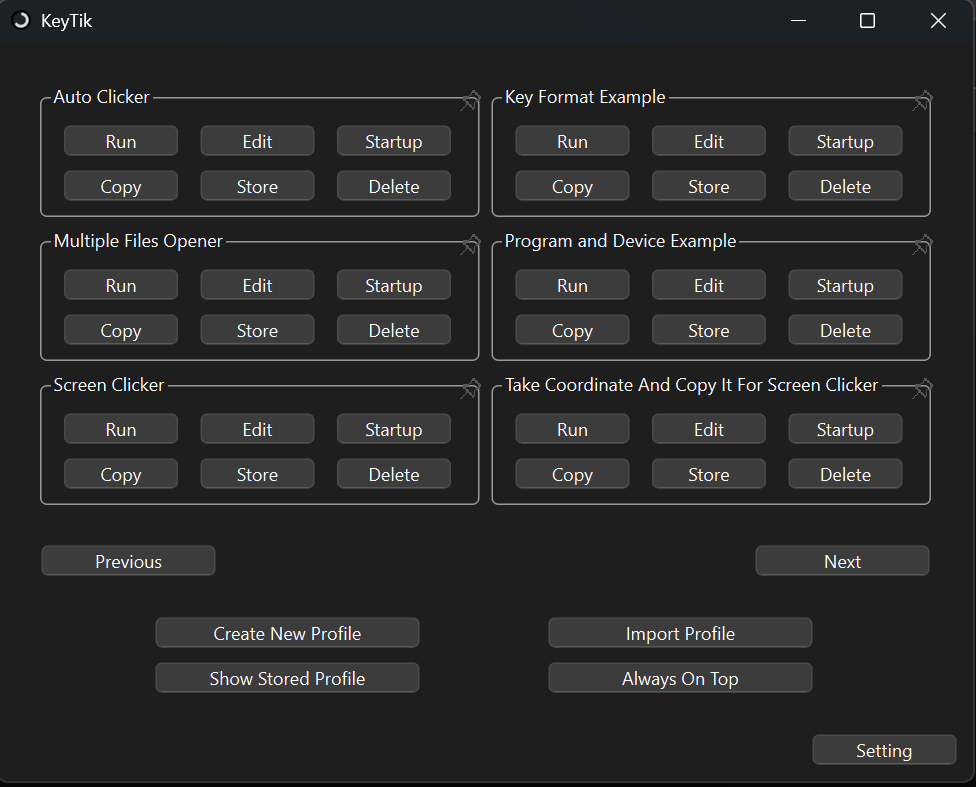 KeyTik
Auto Clicker
Run Edit Startup
Copy Store Delete
Key Format Example
Run Edit Startup
Copy Store Delete
Multiple Files Opener
Run Edit Startup
Copy Store Delete
Program and Device Example
Run Edit Startup
Copy Store Delete
Screen Clicker
Run Edit Startup
Copy Store Delete
Take Coordinate And Copy It For Screen Clicker
Run Edit Startup
Copy Store Delete
Previous Next
Create New Profile Import Profile
Show Stored Profile Always On Top
Setting